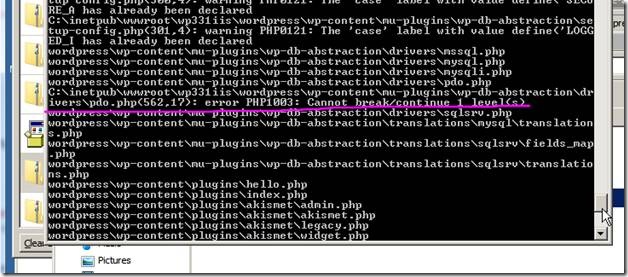 tup-config.php(300,4): warning PHP0121: The 'case' label with value define('SECU
RE_A has already been declared
C:\inetpub\wwwroot\wp331iis\wordpress\wp-content\mu-plugins\wp-db-abstraction\se
tup-config.php(301,4): warning PHP0121: The 'case' label with value define('LOGG
ED_I has already been declared
wordpress\wp-content\mu-plugins\wp-db-abstraction\drivers\mssql.php
wordpress\wp-content\mu-plugins\wp-db-abstraction\drivers\mysql.php
wordpress\wp-content\mu-plugins\wp-db-abstraction\drivers\mysqli.php
wordpress\wp-content\mu-plugins\wp-db-abstraction\drivers\pdo.php
C:\inetpub\wwwroot\wp331iis\wordpress\wp-content\mu-plugins\wp-db-abstraction\dr
ivers\pdo.php(562,17): error PHP1003: Cannot break/continue 1 level(s).
wordpress\wp-content\mu-plugins\wp-db-abstraction\drivers\sqlsrv.php
wordpress\wp-content\mu-plugins\wp-db-abstraction\translations\mysql\translation
s.php
wordpress\wp-content\mu-plugins\wp-db-abstraction\translations\sqlsrv\fields_map
.php
wordpress\wp-content\mu-plugins\wp-db-abstraction\translations\sqlsrv\translatio
ns.php
wordpress\wp-content\plugins\hello.php
wordpress\wp-content\plugins\index.php
wordpress\wp-content\plugins\akismet\admin.php
wordpress\wp-content\plugins\akismet\akismet.php
wordpress\wp-content\plugins\akismet\legacy.php
wordpress\wp-content\plugins\akismet\widget.php
Clear
Pictures